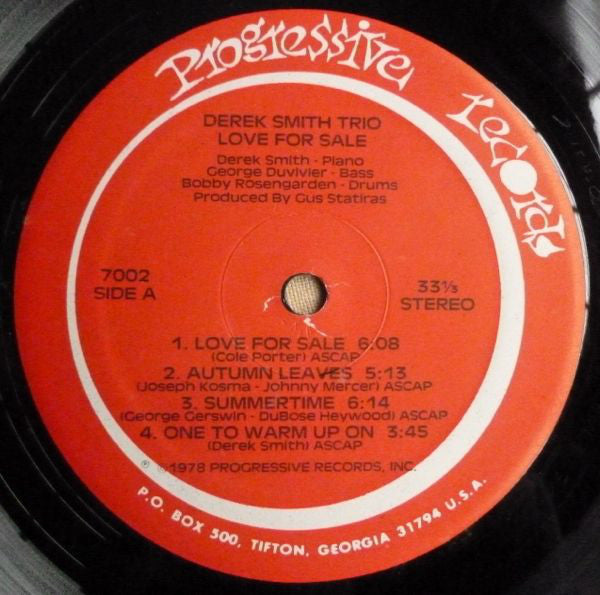 Progressive records
DEREK SMITH TRIO
LOVE FOR SALE
Derek Smith - Piano
George Duvivier - Bass
Bobby Rosengarden - Drums
Produced By Gus Statiras
7002
SIDE A
33⅓
STEREO
1. LOVE FOR SALE 6:08
(Cole Porter) ASCAP
2. AUTUMN LEAVES 5:13
(Joseph Kosma - Johnny Mercer) ASCAP
3. SUMMERTIME 6:14
(George Gerswin - DuBose Heywood) ASCAP
4. ONE TO WARM UP ON 3:45
(Derek Smith) ASCAP
℗ ©1978 PROGRESSIVE RECORDS, INC.
P.O. BOX 500, TIFTON, GEORGIA 31794 U.S.A.